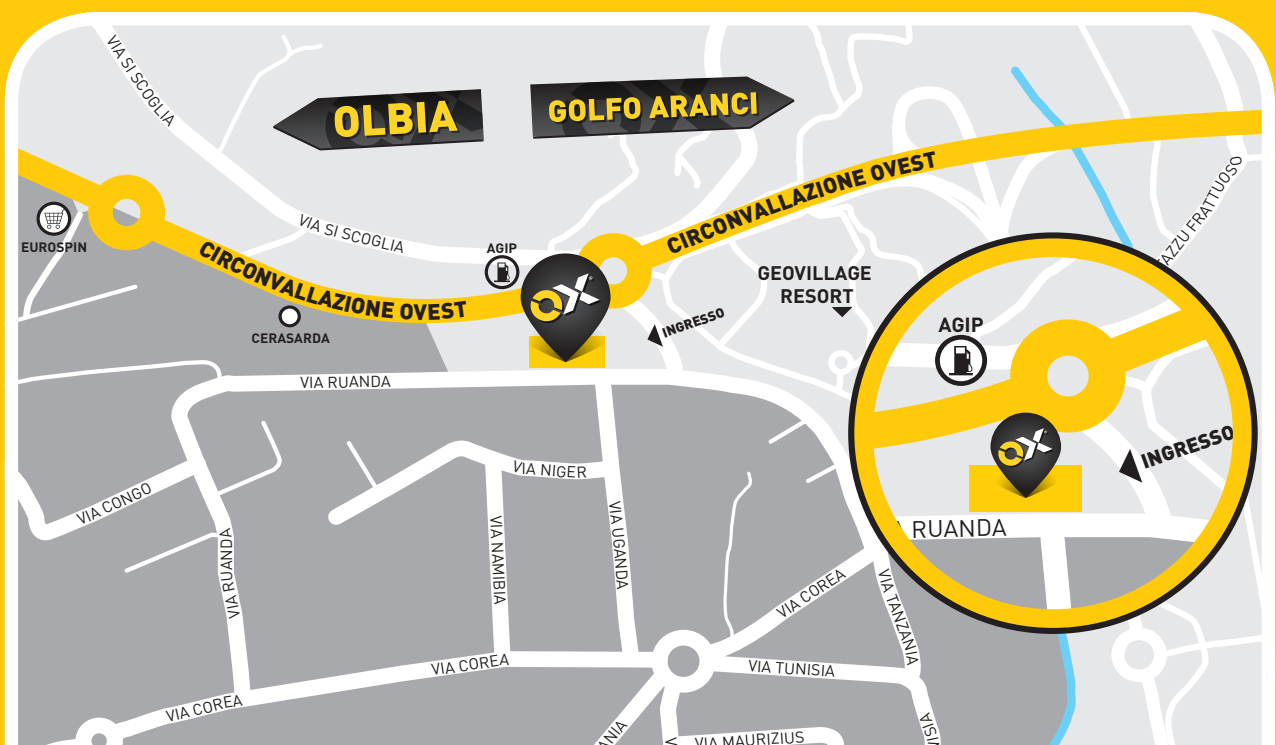 VIA SI SCOGLIA
OLBIA
GOLFO ARANCI
CIRCONVALLAZIONE OVEST
EUROSPIN
VIA SI SCOGLIA
AGIP
CIRCONVALLAZIONE OVEST
GEOVILLAGE
RESORT
INGRESSO
CERASARDA
AGIP
INGRESSO
RUANDA
VIA RUANDA
VIA NIGER
VIA CONGO
VIA RUANDA
VIA NAMIBIA
VIA UGANDA
VIA COREA
VIA TANZANIA
VIA COREA
VIA TUNISIA
VIA COREA
VIA MAURIZIUS